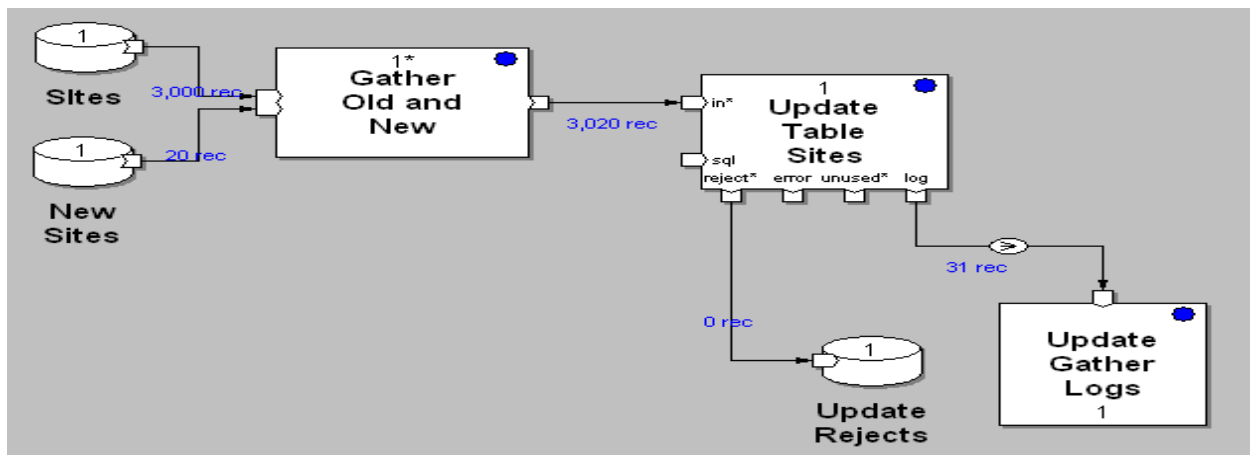 1
SItes
3,000 rec
1
New
Sites
20 rec
1*
Gather
Old and
New
3,020 rec
1
Update
Table
Sites
in*
sql
reject* error unused* log
0 rec
1
Update
Rejects
31 rec
>
Update
Gather
Logs
1